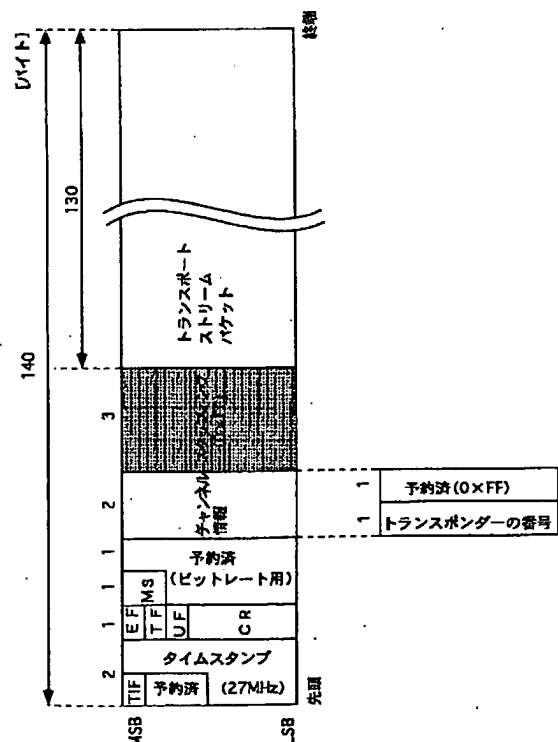 [バイト]
140
130
2
1
1
1
2
3
MSB
TIF
予約済
タイムスタンプ
(27MHz)
EF
TF
UF
CR
MS
予約済
(ビットレート用)
チャンネル
情報
トランスポート
ストリーム
パケット
LSB
先頭
終端
1
1
トランスポンダーの番号
予約済(0×FF)